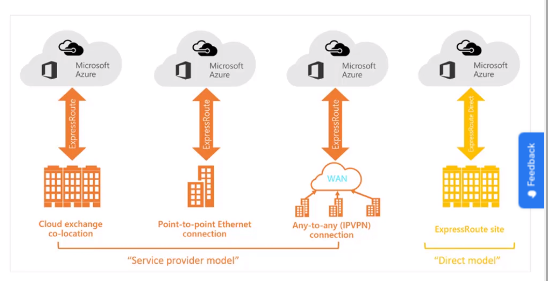 Microsoft
Azure
Microsoft
Azure
Microsoft
Azure
Microsoft
Azure
ExpressRoute
ExpressRoute
ExpressRoute
ExpressRoute Direct
WAN
Cloud exchange
co-location
Point-to-point Ethernet
connection
Any-to-any (IPVPN)
connection
ExpressRoute site
"Service provider model"
"Direct model"
Feedback